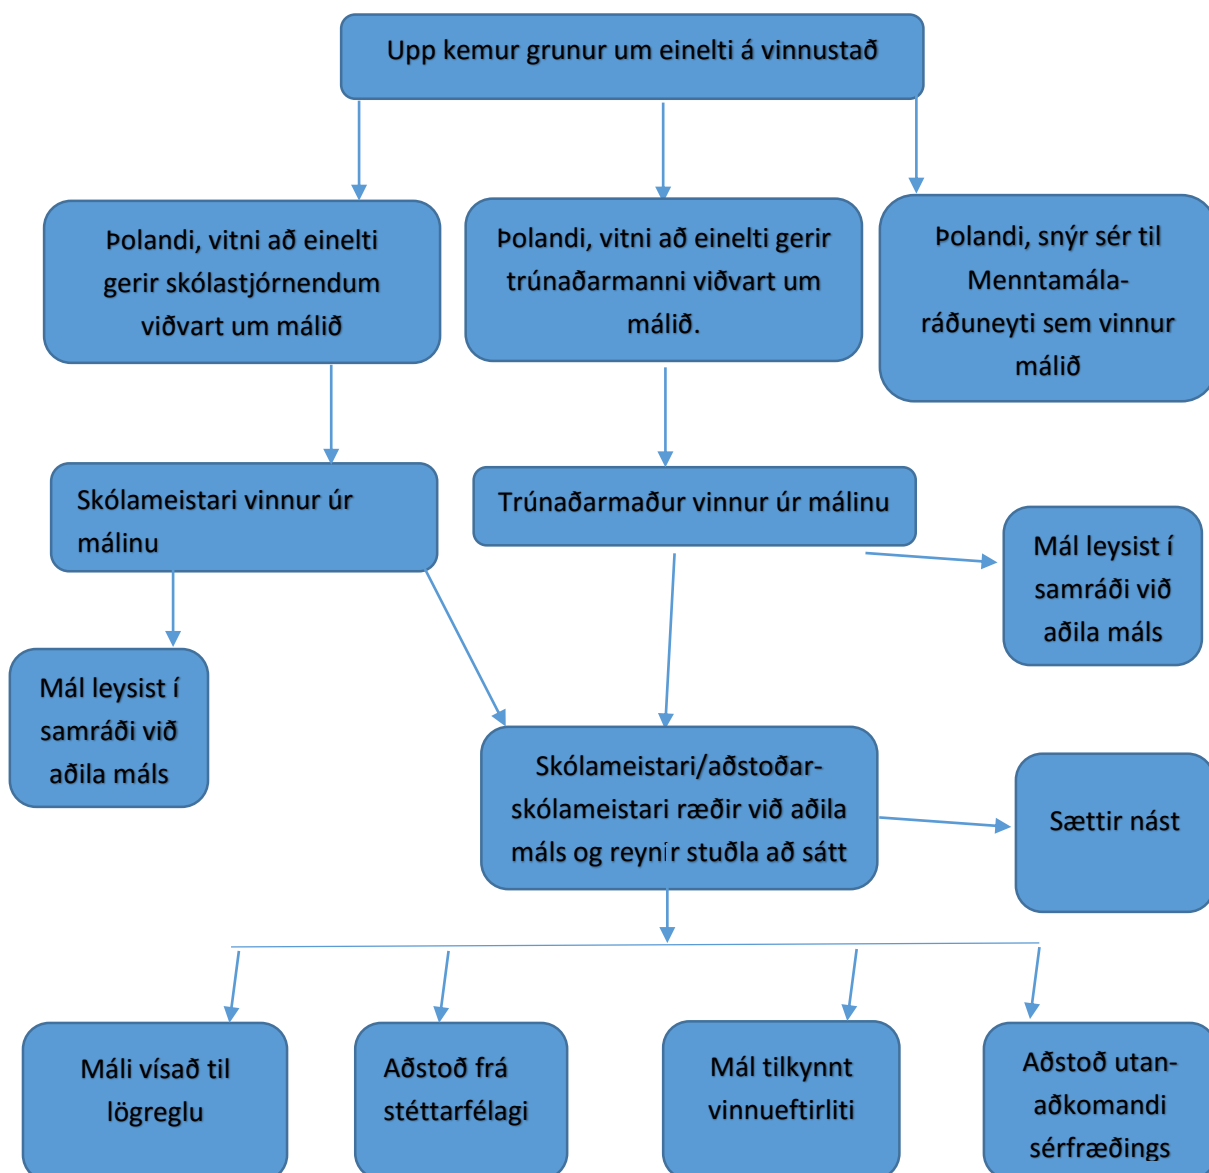 Upp kemur grunur um einelti á vinnustað
Þolandi, vitni að einelti
gerir skólastjórnendum
viðvart um málið
Þolandi, vitni að einelti gerir
trúnaðarmanni viðvart um
málið.
Þolandi, snýr sér til
Menntamála-
ráðuneyti sem vinnur
málið
Skólameistari vinnur úr
málinu
Trúnaðarmaður vinnur úr málinu
Mál leysist í
samráði við
aðila máls
Mál leysist í
samráði við
aðila máls
Skólameistari/aðstoðar-
skólameistari ræðir við aðila
máls og reynir stuðla að sátt
Sættir nást
Máli vísað til
lögreglu
Aðstoð frá
stéttarfélagi
Mál tilkynnt
vinnueftirliti
Aðstoð utan-
aðkomandi
sérfræðings